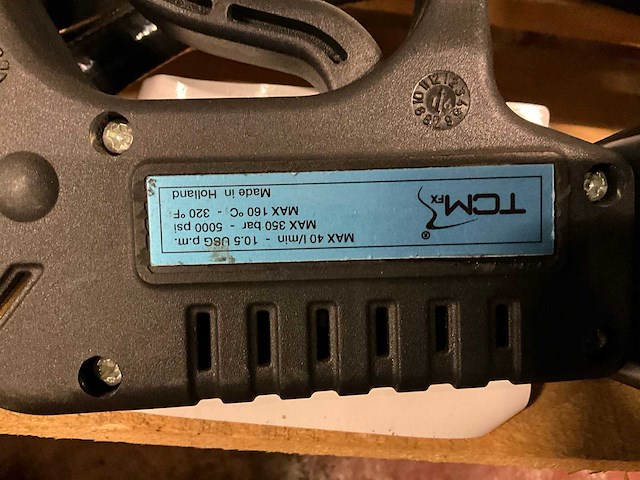 TCM
FX
®
MAX 40 l/min - 10.5 USG p.m.
MAX 350 bar - 5000 psi
MAX 160 °C - 320 °F
Made in Holland